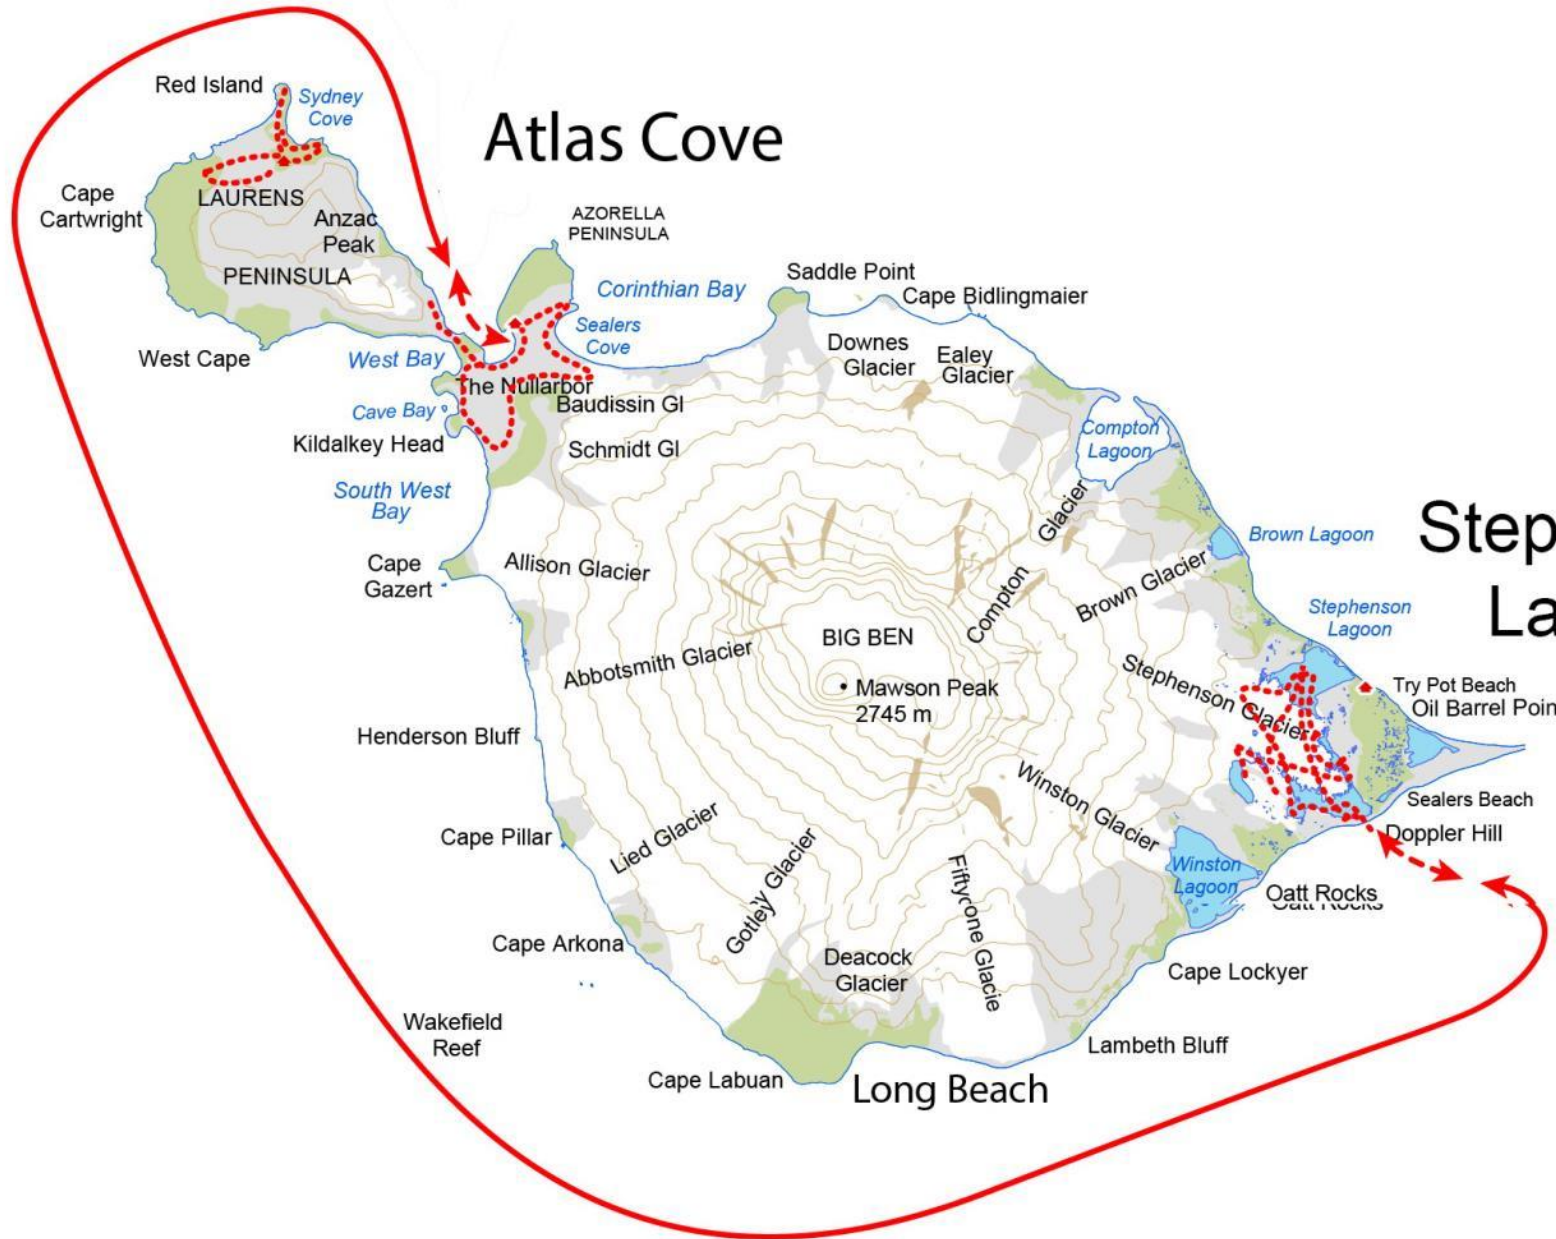 Red Island
Sydney
Cove
Atlas Cove
Cape
Cartwright
LAURENS
Anzac
Peak
PENINSULA
AZORELLA
PENINSULA
Corinthian Bay
Saddle Point
Cape Bidlingmaier
Sealers
Cove
West Cape
West Bay
Downes
Glacier
Ealey
Glacier
The Nullarbor
Baudissin Gl
Cave Bay
Kildalkey Head
Schmidt Gl
Compton
Lagoon
South West
Bay
Step
La
Brown Lagoon
Cape
Gazert
Allison Glacier
Compton Glacier
Brown Glacier
Stephenson
Lagoon
BIG BEN
Abbotsmith Glacier
Mawson Peak
2745 m
Stephenson Glacier
Try Pot Beach
Oil Barrel Poin
Henderson Bluff
Winston Glacier
Sealers Beach
Doppler Hill
Cape Pillar
Lied Glacier
Gotley Glacier
Fiftyone Glacie
Winston
Lagoon
Oatt Rocks
Cape Arkona
Deacock
Glacier
Cape Lockyer
Wakefield
Reef
Lambeth Bluff
Cape Labuan
Long Beach